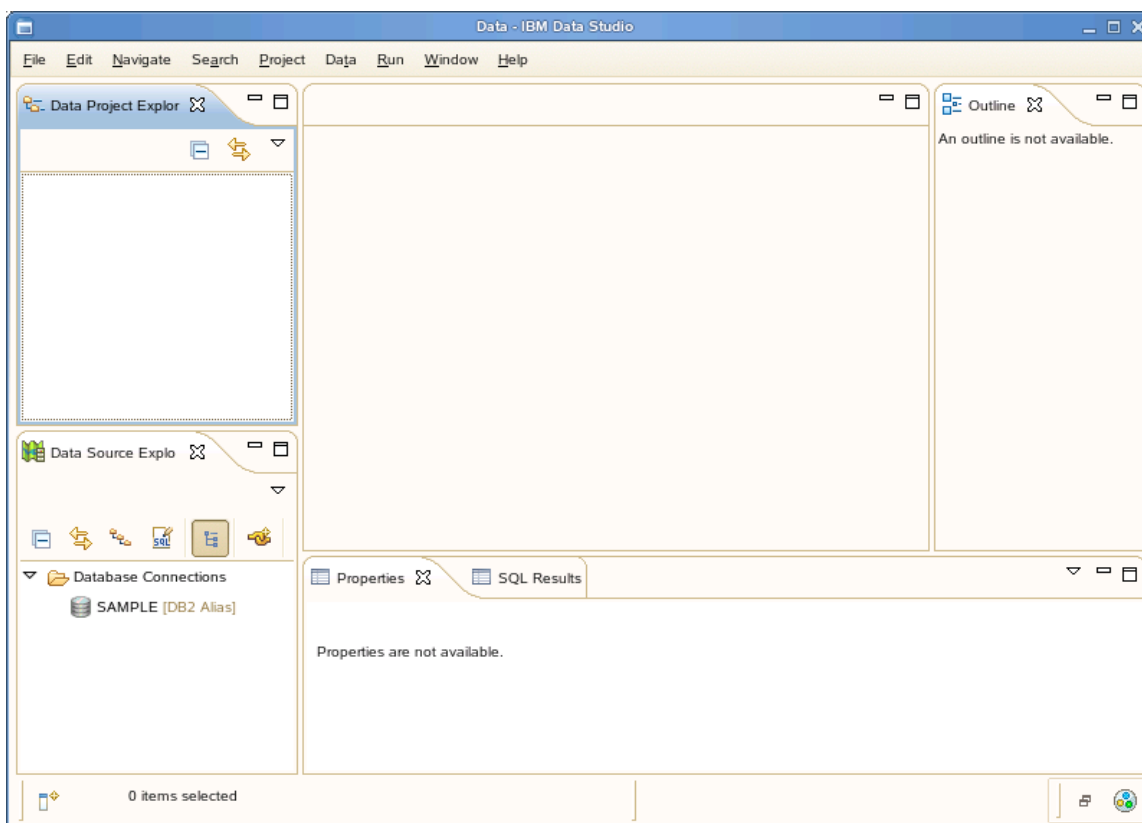 Data - IBM Data Studio
File Edit Navigate Search Project Data Run Window Help
Data Project Explor
Outline
An outline is not available.
Data Source Explo
SQL
Database Connections
SAMPLE [DB2 Alias]
Properties
SQL Results
Properties are not available.
0 items selected